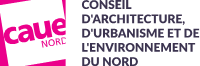 caue
NORD
CONSEIL
D'ARCHITECTURE,
D'URBANISME ET DE
L'ENVIRONNEMENT
DU NORD